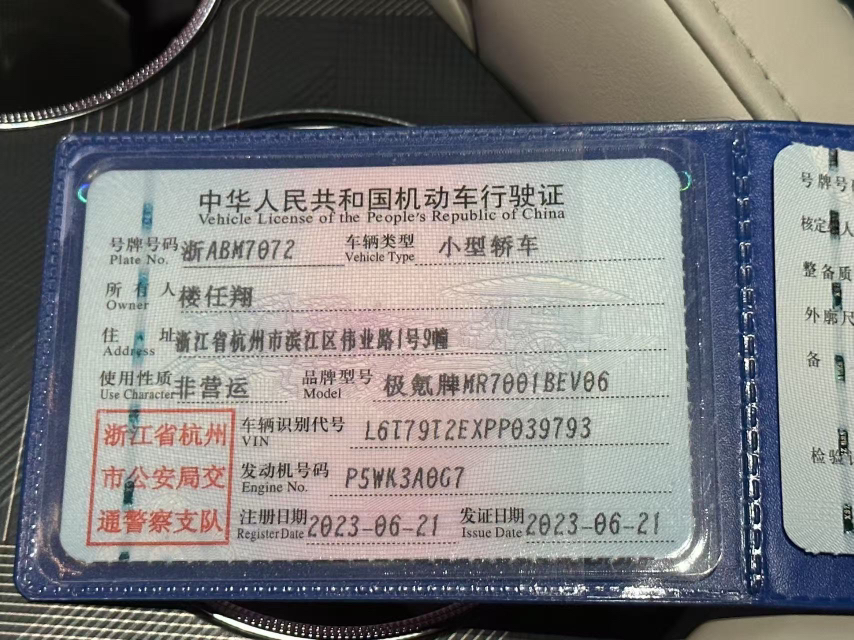 中华人民共和国机动车行驶证
Vehicle License of the People's Republic of China
号牌号码 浙ABM7072 车辆类型 小型轿车
Plate No. Vehicle Type
所有人 楼任翔
Owner
住址 浙江省杭州市滨江区伟业路1号9幢
Address
使用性质 非营运 品牌型号 极氪牌MR7001BEV06
Use Character Model
浙江省杭州
市公安局交
通警察支队
车辆识别代号 L6T79T2EXPP039793
VIN
发动机号码 P5WK3A0G7
Engine No.
注册日期 2023-06-21 发证日期 2023-06-21
Register Date Issue Date
号牌号
核定
人
整备质
外廓尺
备
检验